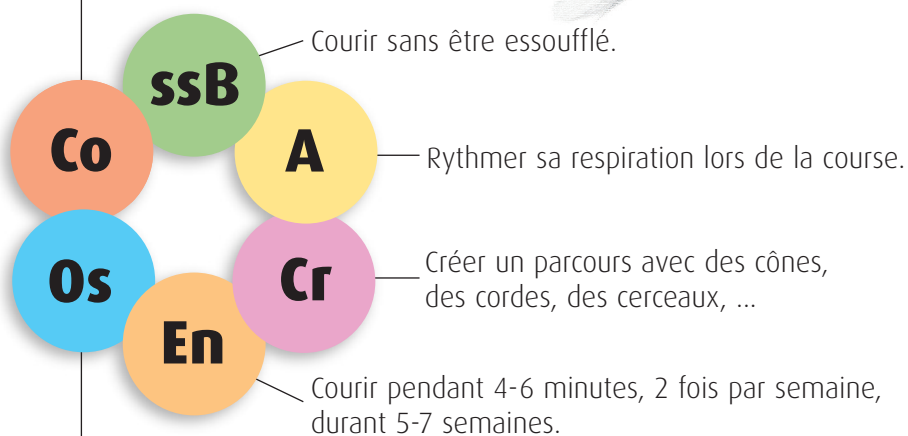 ssB
Courir sans être essoufflé.
Co
A
Rythmer sa respiration lors de la course.
Os
Cr
Créer un parcours avec des cônes,
des cordes, des cerceaux, ...
En
Courir pendant 4-6 minutes, 2 fois par semaine,
durant 5-7 semaines.